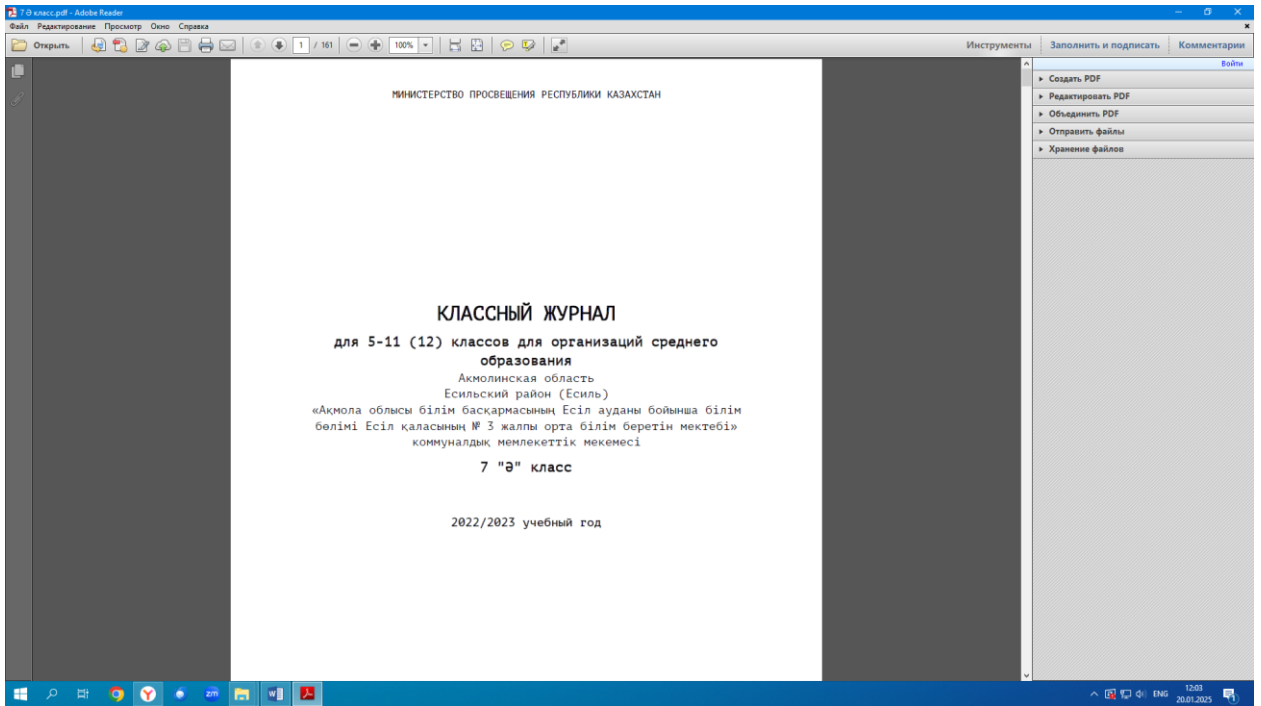 7 Ə класс.pdf - Adobe Reader
Файл Редактирование Просмотр Окно Справка
Открыть 1 / 161 100% Инструменты Заполнить и подписать Комментарии
Войти
Создать PDF
Редактировать PDF
Объединить PDF
Отправить файлы
Хранение файлов
МИНИСТЕРСТВО ПРОСВЕЩЕНИЯ РЕСПУБЛИКИ КАЗАХСТАН
КЛАССНЫЙ ЖУРНАЛ
для 5-11 (12) классов для организаций среднего
образования
Акмолинская область
Есильский район (Есиль)
«Ақмола облысы білім басқармасының Есіл ауданы бойынша білім
бөлімі Есіл қаласының № 3 жалпы орта білім беретін мектебі»
коммуналдық мемлекеттік мекемесі
7 "Ə" класс
2022/2023 учебный год
zm
W
ENG
12:03
20.01.2025